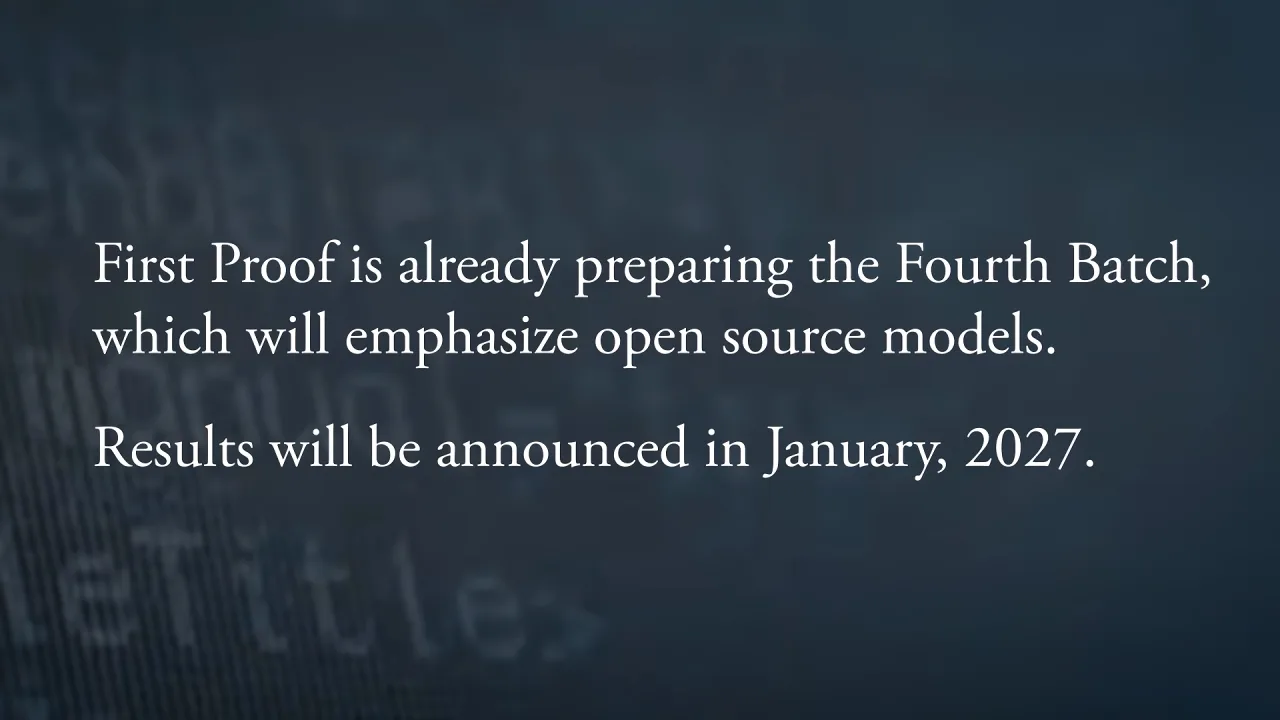 First Proof is already preparing the Fourth Batch,
which will emphasize open source models.
Results will be announced in January, 2027.
eTitle>